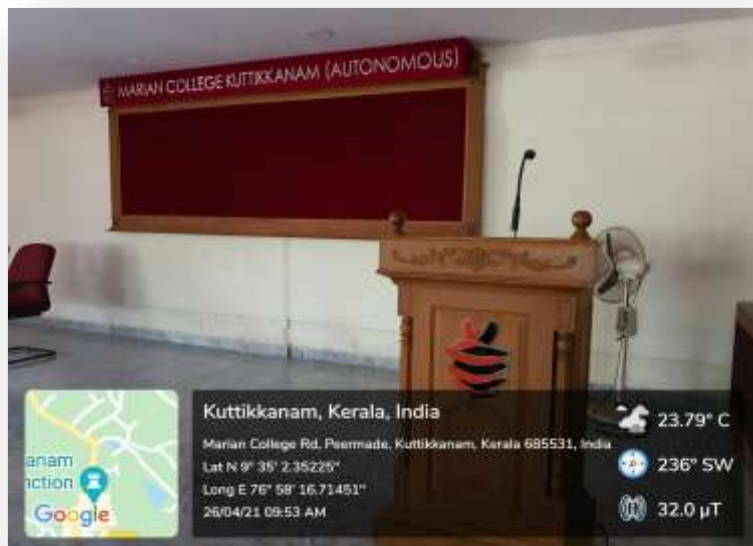 MARIAN COLLEGE KUTTIKKANAM (AUTONOMOUS)
Kuttikkanam, Kerala, India
Marian College Rd, Peermade, Kuttikkanam, Kerala 685531, India
Lat N 9° 35' 2.35225"
Long E 76° 58' 16.71451"
26/04/21 09:53 AM
23.79° C
236° SW
32.0 µT
anam
nction
Google